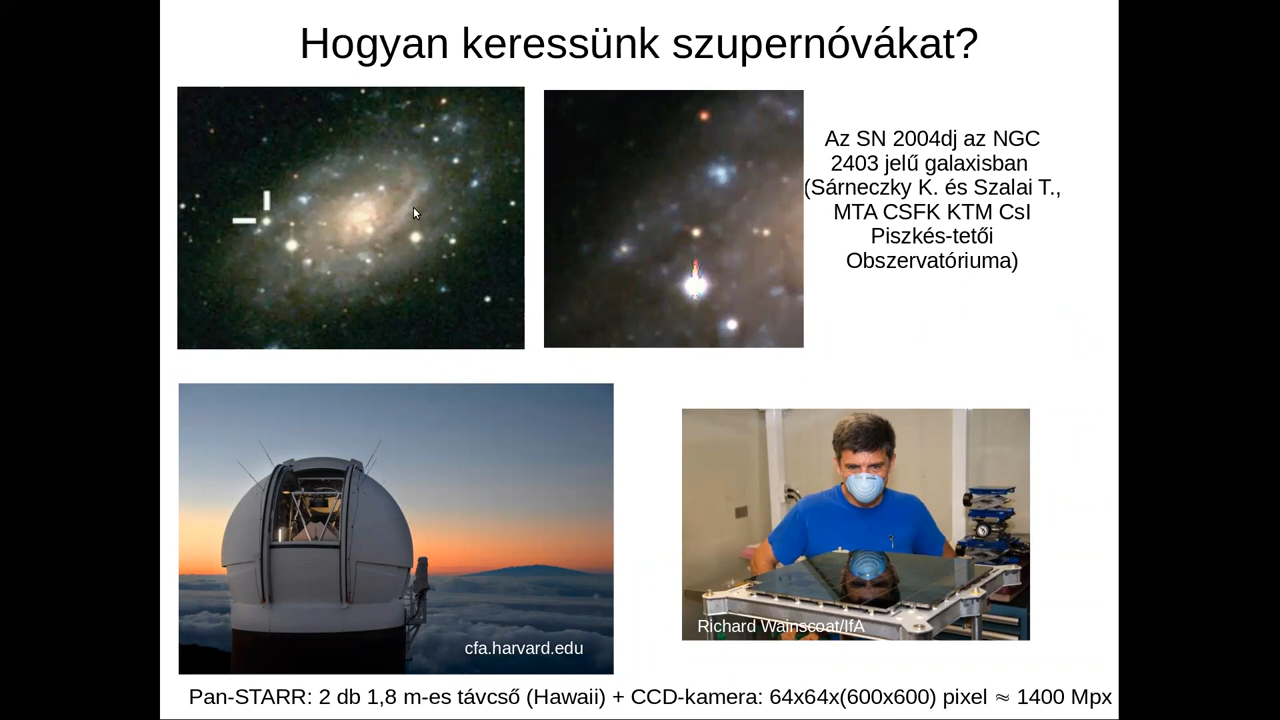 Hogyan keressünk szupernóvákat?
Az SN 2004dj az NGC
2403 jelű galaxisban
(Sárneczky K. és Szalai T.,
MTA CSFK KTM CsI
Piszkés-tetői
Obszervatóriuma)
cfa.harvard.edu
Richard Wainscoat/IfA
Pan-STARR: 2 db 1,8 m-es távcső (Hawaii) + CCD-kamera: 64x64x(600x600) pixel ≈ 1400 Mpx